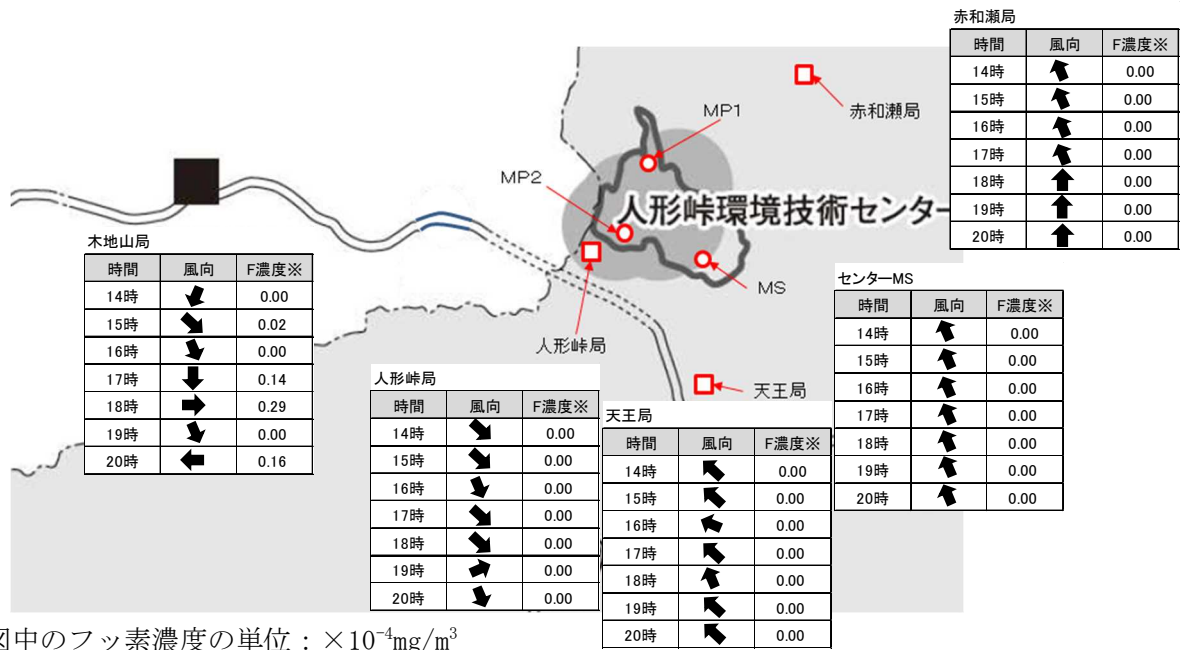 赤和瀬局
時間 風向 F濃度※
14時 0.00
15時 0.00
16時 0.00
17時 0.00
18時 0.00
19時 0.00
20時 0.00
赤和瀬局
MP1
MP2
人形峠環境技術センター
MS
人形峠局
天王局
木地山局
時間 風向 F濃度※
14時 0.00
15時 0.02
16時 0.00
17時 0.14
18時 0.29
19時 0.00
20時 0.16
センターMS
時間 風向 F濃度※
14時 0.00
15時 0.00
16時 0.00
17時 0.00
18時 0.00
19時 0.00
20時 0.00
人形峠局
時間 風向 F濃度※
14時 0.00
15時 0.00
16時 0.00
17時 0.00
18時 0.00
19時 0.00
20時 0.00
天王局
時間 風向 F濃度※
14時 0.00
15時 0.00
16時 0.00
17時 0.00
18時 0.00
19時 0.00
20時 0.00
図中のフッ素濃度の単位：×10⁻⁴mg/m³